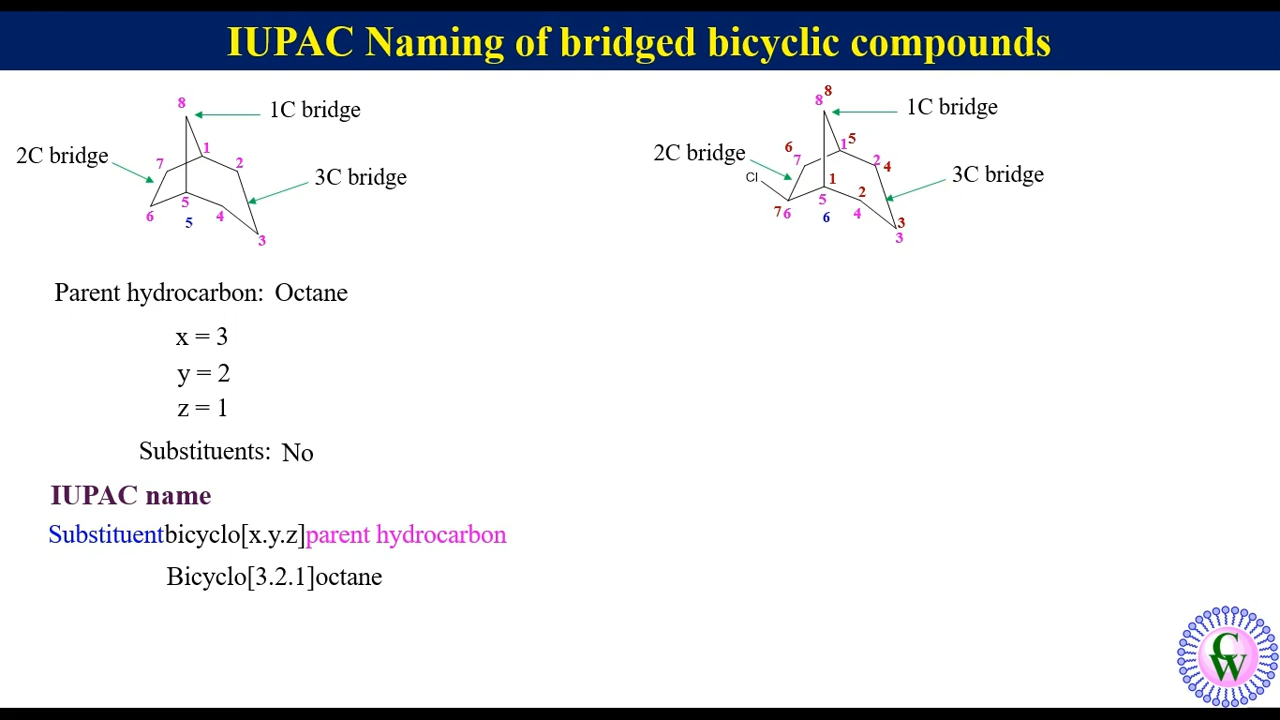 IUPAC Naming of bridged bicyclic compounds
8
1C bridge
2C bridge
7
1
2
3C bridge
6
5
4
5
3
8
8
1C bridge
2C bridge
6
7
1
5
2
4
3C bridge
Cl
7
6
1
5
2
4
6
3
3
Parent hydrocarbon: Octane
x = 3
y = 2
z = 1
Substituents: No
IUPAC name
Substituentbicyclo[x.y.z]parent hydrocarbon
Bicyclo[3.2.1]octane
C
W